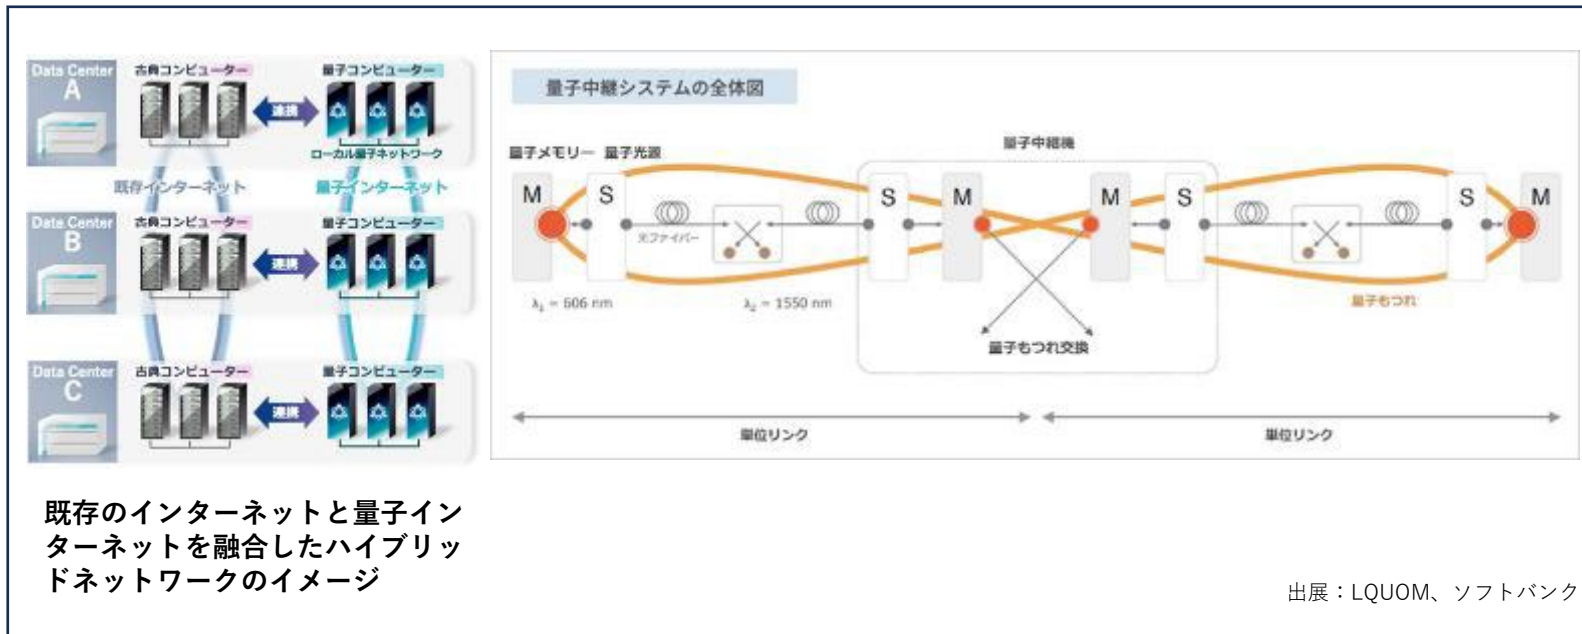 Data Center
A
古典コンピューター
量子コンピューター
連携
ローカル量子ネットワーク
既存インターネット
量子インターネット
Data Center
B
古典コンピューター
量子コンピューター
連携
Data Center
C
古典コンピューター
量子コンピューター
連携
既存のインターネットと量子イン
ターネットを融合したハイブリッ
ドネットワークのイメージ
量子中継システムの全体図
量子中継機
量子メモリー 量子光源
M S S M M S S M
光ファイバー
λ₁ = 606 nm
λ₂ = 1550 nm
量子もつれ
量子もつれ交換
単位リンク
単位リンク
出展：LQUOM、ソフトバンク